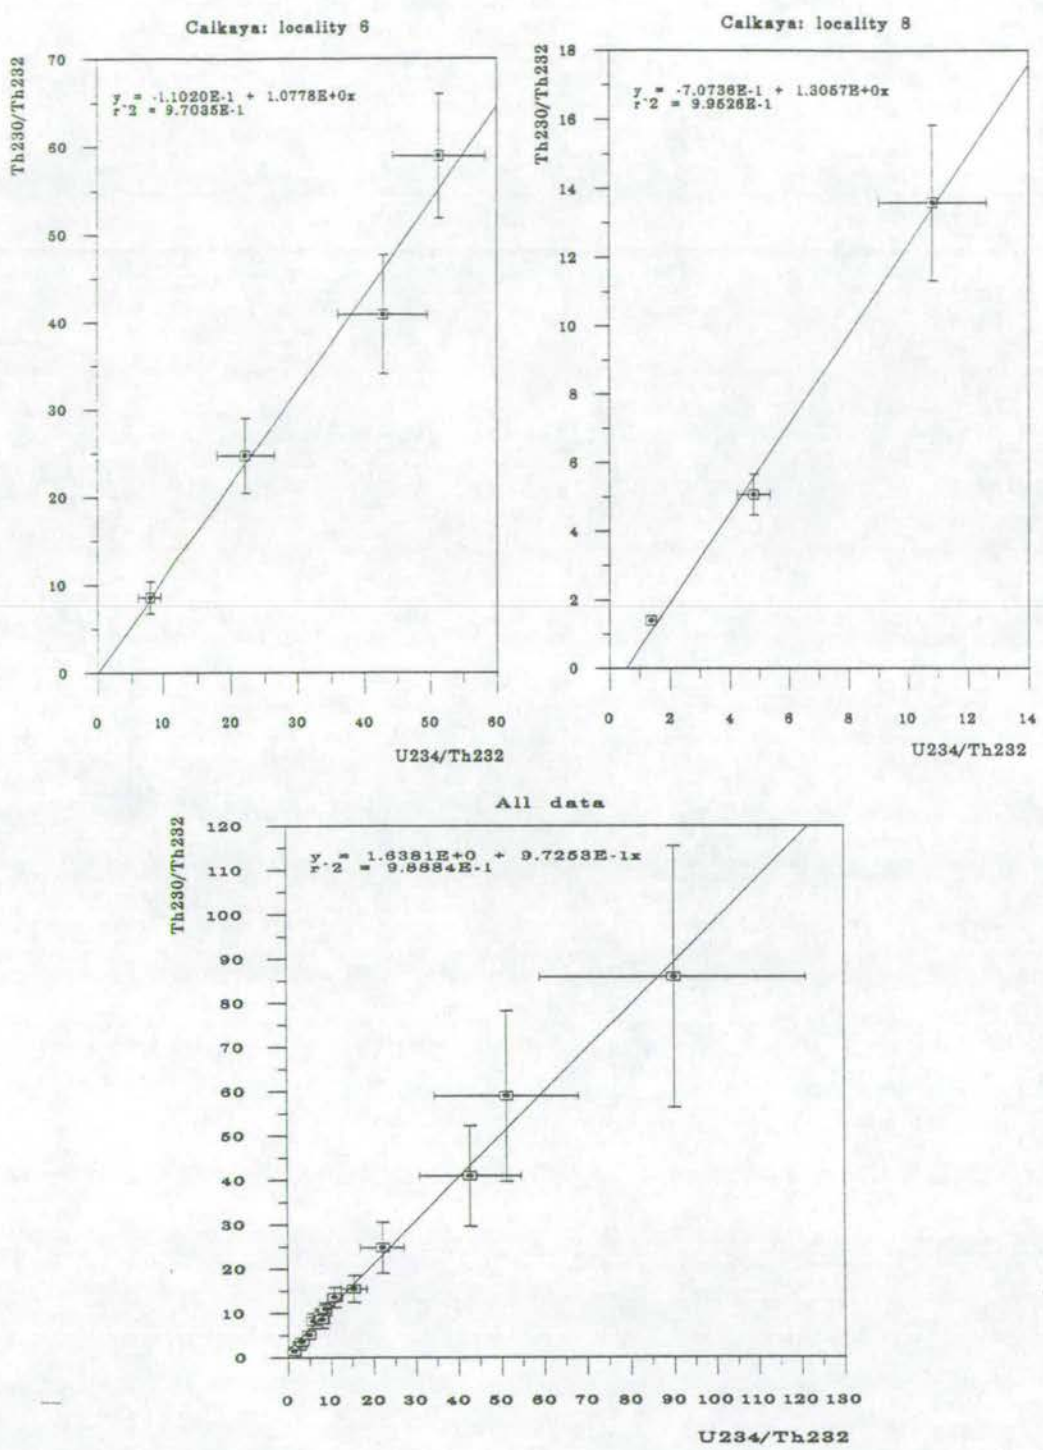 Calkaya: locality 6
Th230/Th232
y = -1.1020E-1 + 1.0778E+0x
r^2 = 9.7035E-1
70
60
50
40
30
20
10
0
0 10 20 30 40 50 60
U234/Th232
Calkaya: locality 8
Th230/Th232
y = -7.0736E-1 + 1.3057E+0x
r^2 = 9.9526E-1
18
16
14
12
10
8
6
4
2
0
0 2 4 6 8 10 12 14
U234/Th232
All data
Th230/Th232
y = 1.6381E+0 + 9.7253E-1x
r^2 = 9.8884E-1
120
110
100
90
80
70
60
50
40
30
20
10
0
0 10 20 30 40 50 60 70 80 90 100 110 120 130
U234/Th232